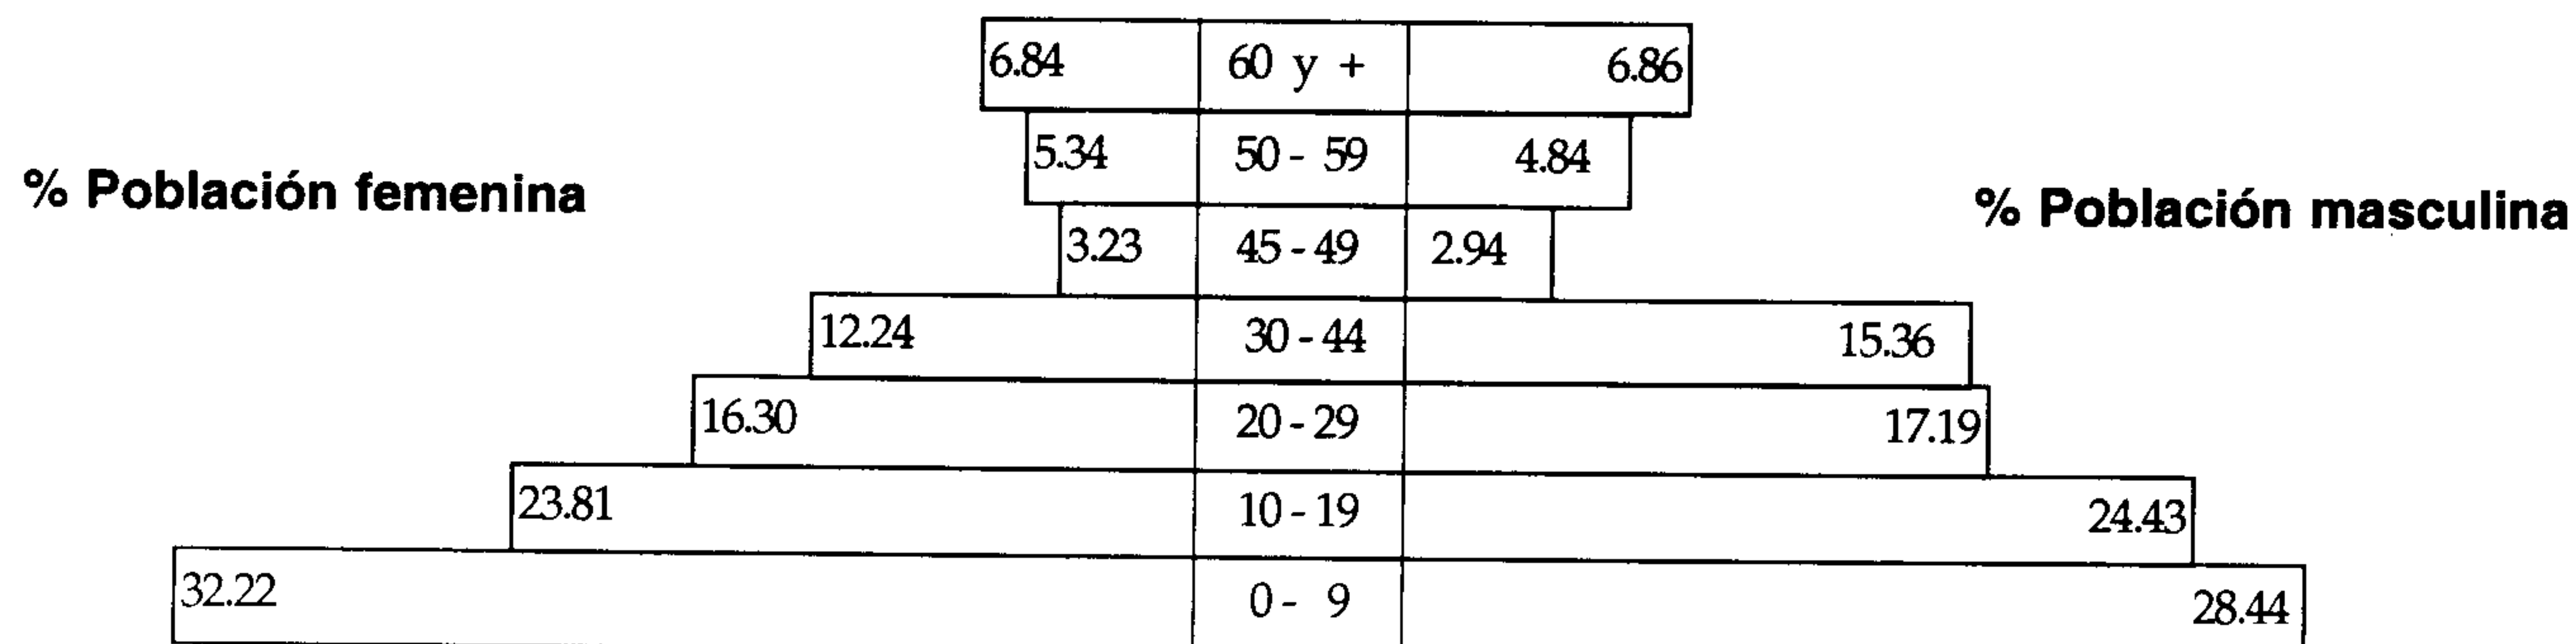 6.84 60 y + 6.86
5.34 50 - 59 4.84
% Población femenina
% Población masculina
3.23 45 - 49 2.94
12.24 30 - 44 15.36
16.30 20 - 29 17.19
23.81 10 - 19 24.43
32.22 0 - 9 28.44